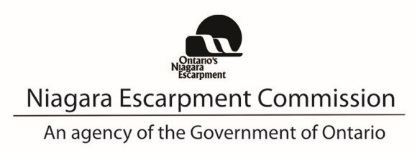 Ontario's
Niagara
Escarpment
Niagara Escarpment Commission
An agency of the Government of Ontario